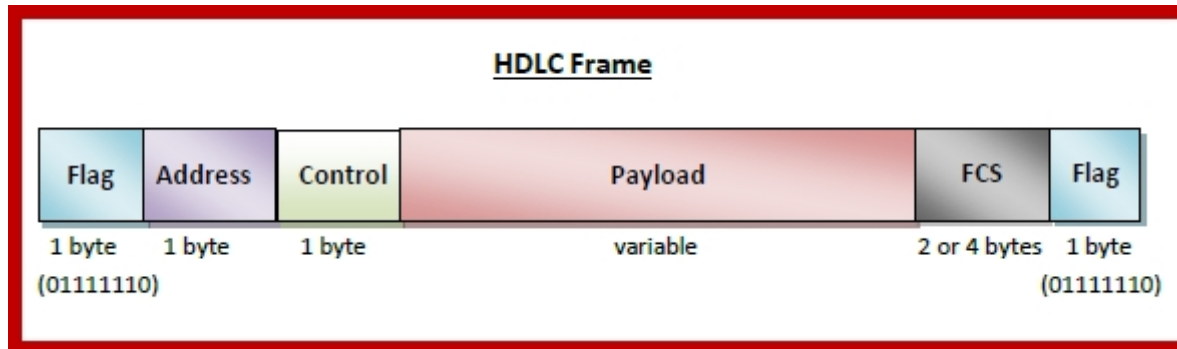 HDLC Frame
Flag Address Control Payload FCS Flag
1 byte 1 byte 1 byte variable 2 or 4 bytes 1 byte
(01111110) (01111110)